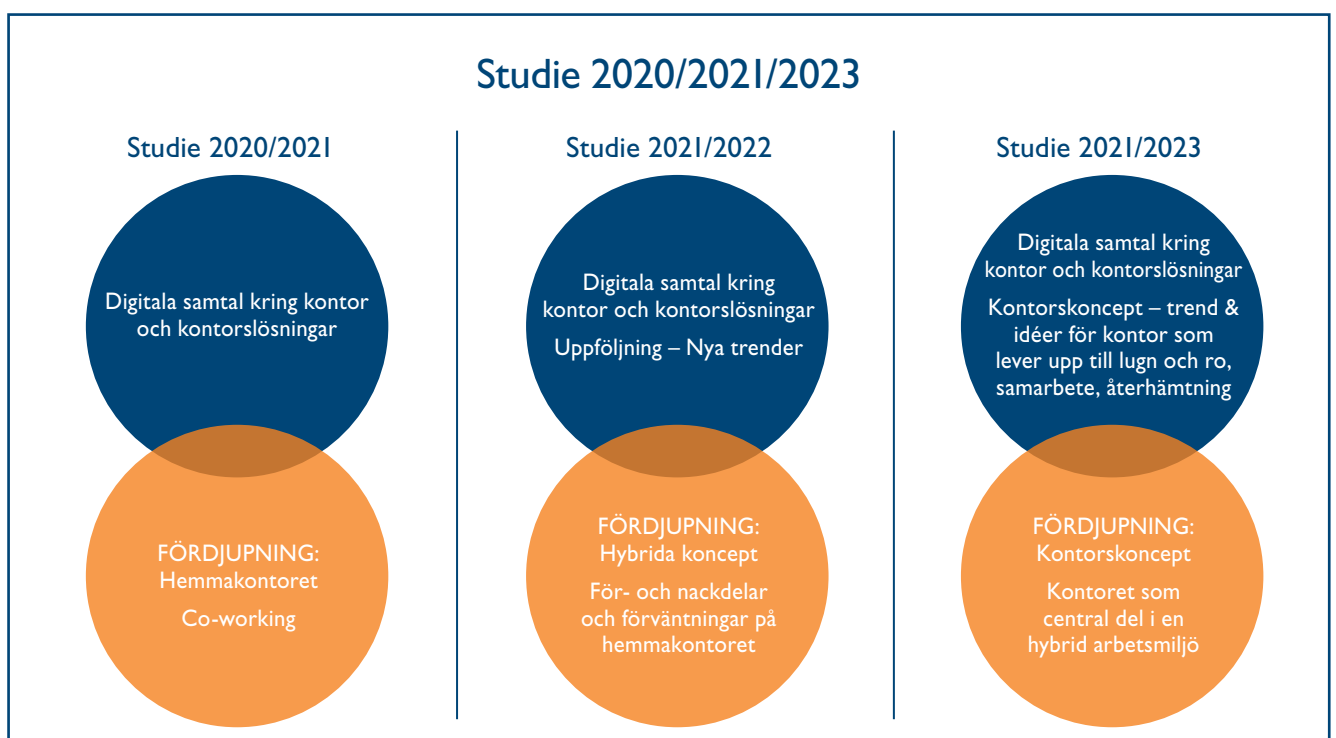 Studie 2020/2021/2023
Studie 2020/2021
Digitala samtal kring kontor
och kontorslösningar
FÖRDJUPNING:
Hemmakontoret
Co-working
Studie 2021/2022
Digitala samtal kring
kontor och kontorslösningar
Uppföljning – Nya trender
FÖRDJUPNING:
Hybrida koncept
För- och nackdelar
och förväntningar på
hemmakontoret
Studie 2021/2023
Digitala samtal kring
kontor och kontorslösningar
Kontorskoncept – trend &
idéer för kontor som
lever upp till lugn och ro,
samarbete, återhämtning
FÖRDJUPNING:
Kontorskoncept
Kontoret som
central del i en
hybrid arbetsmiljö